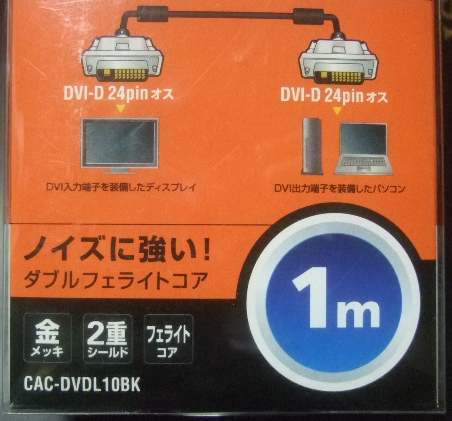 DVI-D 24pin オス
DVI-D 24pin オス
DVI入力端子を装備したディスプレイ
DVI出力端子を装備したパソコン
ノイズに強い!
ダブルフェライトコア
1m
金
メッキ
2重
シールド
フェライト
コア
CAC-DVDL10BK